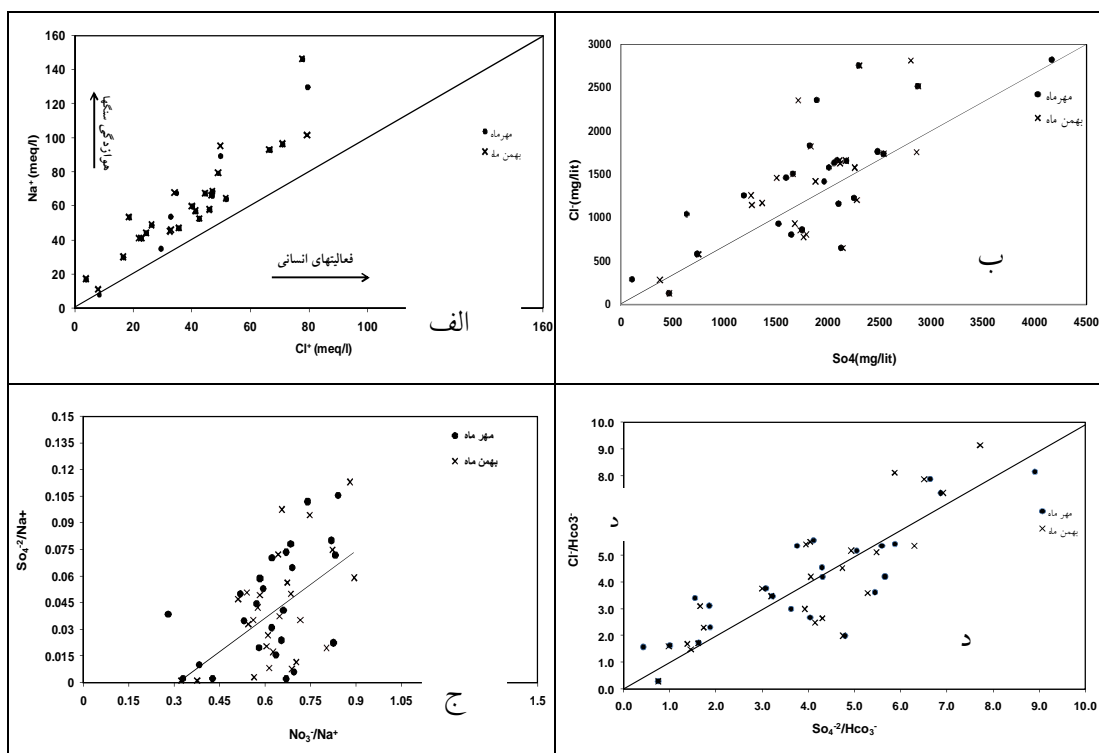 160
140
120
100
80
60
40
20
0
Na⁺ (meq/l)
هوازدگی سنگها
مهرماه
بهمن ماه
فعالیتهای انسانی
الف
0 20 40 60 80 100 160
Cl⁺ (meq/l)
3000
2500
2000
1500
1000
500
0
Cl⁻(mg/lit)
مهرماه
بهمن ماه
ب
0 500 1000 1500 2000 2500 3000 3500 4000 4500
So4(mg/lit)
0.15
0.135
0.12
0.105
0.09
0.075
0.06
0.045
0.03
0.015
0
So₄⁻²/Na+
مهر ماه
بهمن ماه
ج
0 0.15 0.3 0.45 0.6 0.75 0.9 1.05 1.5
No₃⁻/Na⁺
10.0
9.0
8.0
5.0
4.0
3.0
2.0
1.0
0.0
Cl⁻/Hco3⁻
د
مهر ماه
بهمن ماه
د
0.0 1.0 2.0 3.0 4.0 5.0 6.0 7.0 8.0 9.0 10.0
So₄⁻²/Hco₃⁻